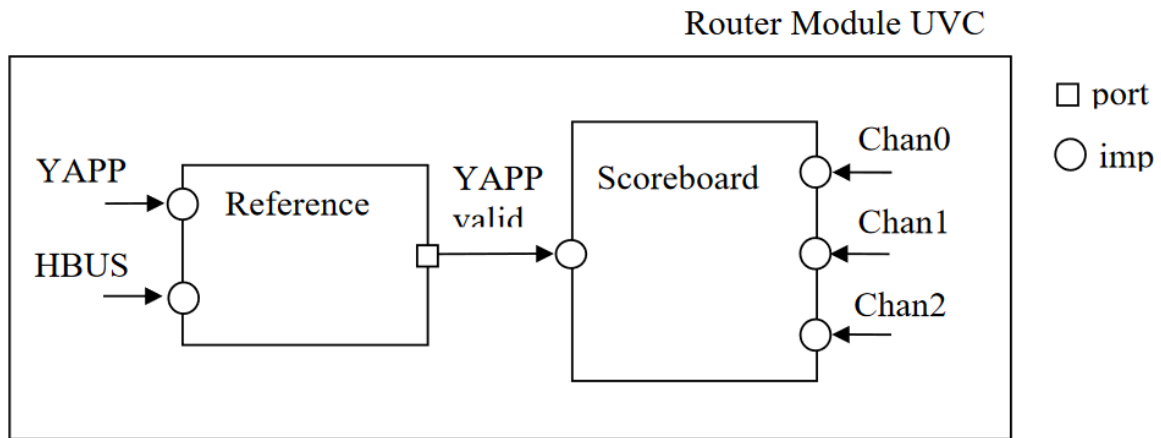 Router Module UVC
port
imp
YAPP
HBUS
Reference
YAPP
valid
Scoreboard
Chan0
Chan1
Chan2